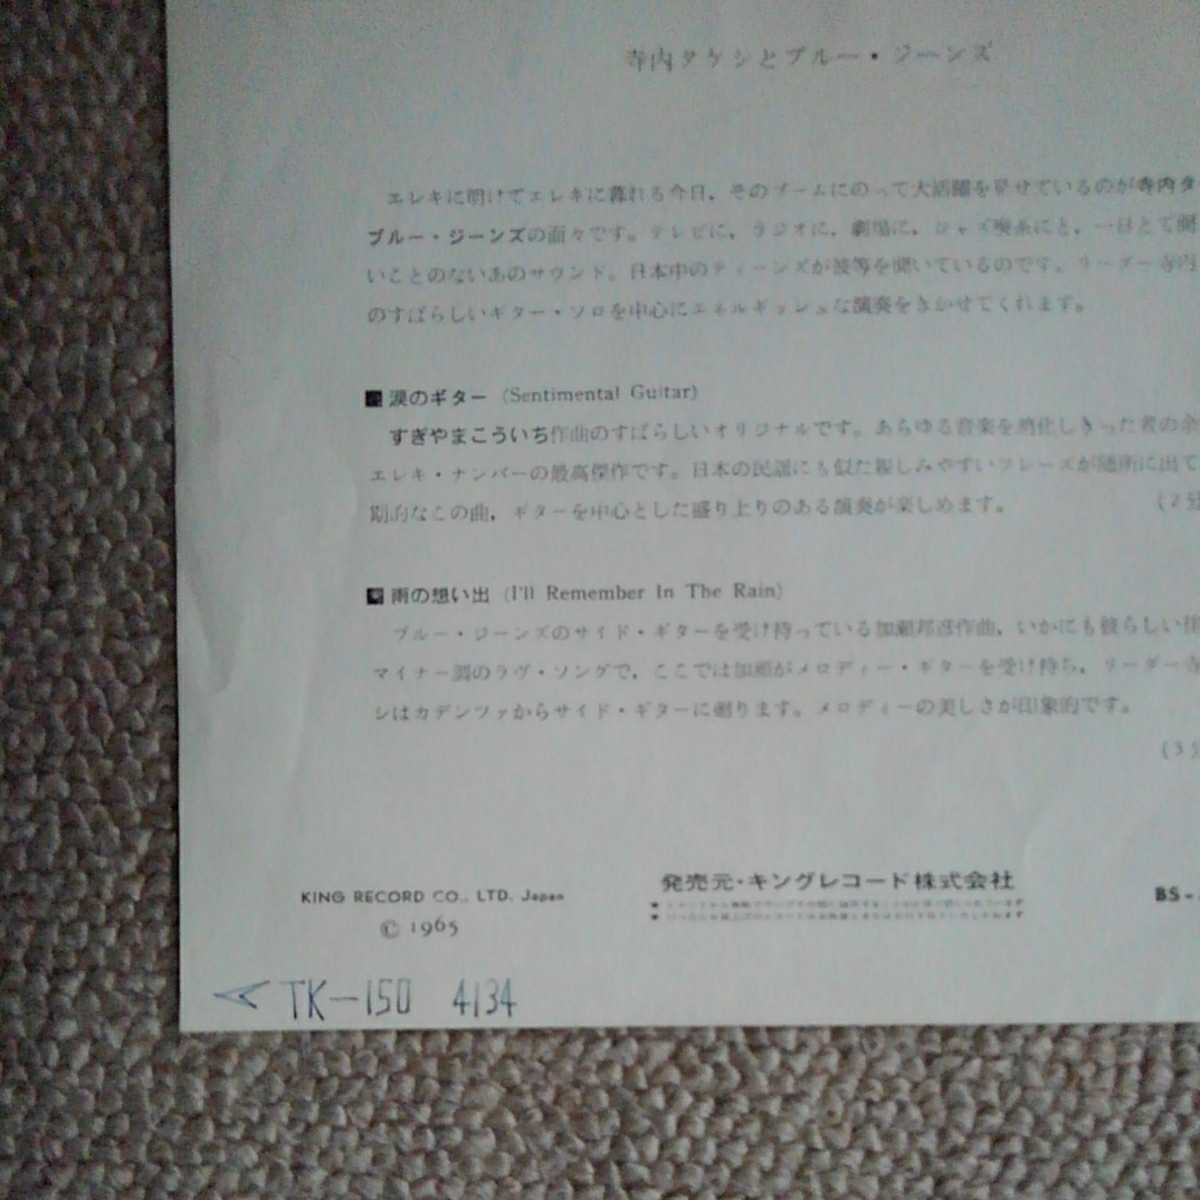 寺内タケシとブルー・ジーンズ
エレキに明けてエレキに暮れる今日，そのブームにのって大活躍を見せているのが寺内タ
ブルー・ジーンズの面々です。テレビに，ラジオに，劇場に，ジャズ喫茶にと，一日とて聞
いことのないあのサウンド。日本中のティーンズが彼等を聞いているのです。リーダー寺内
のすばらしいギター・ソロを中心にエネルギッシュな演奏をきかせてくれます。
涙のギター (Sentimental Guitar)
すぎやまこういち作曲のすばらしいオリジナルです。あらゆる音楽を消化しきった者の余
エレキ・ナンバーの最高傑作です。日本の民謡にも似た親しみやすいフレーズが随所に出て
期的なこの曲，ギターを中心とした盛り上りのある演奏が楽しめます。
(2分
雨の想い出 (I'll Remember In The Rain)
ブルー・ジーンズのサイド・ギターを受け持っている加瀬邦彦作曲，いかにも彼らしい佳
マイナー調のラヴ・ソングで，ここでは加瀬がメロディー・ギターを受け持ち，リーダー寺
シはカデンツァからサイド・ギターに廻ります。メロディーの美しさが印象的です。
(3分
KING RECORD CO., LTD. Japan
© 1965
発売元・キングレコード株式会社
BS-
TK-150 4134